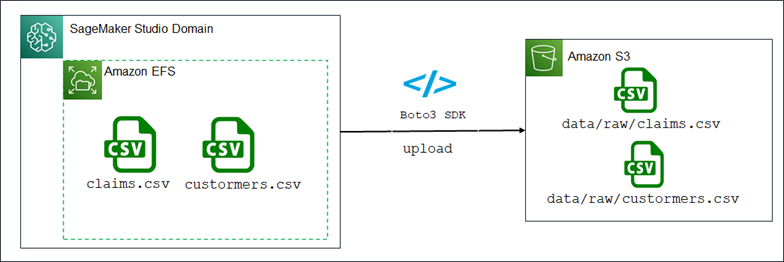 SageMaker Studio Domain
Amazon EFS
CSV
claims.csv
CSV
custormers.csv
</>
Boto3 SDK
upload
Amazon S3
CSV
data/raw/claims.csv
CSV
data/raw/custormers.csv